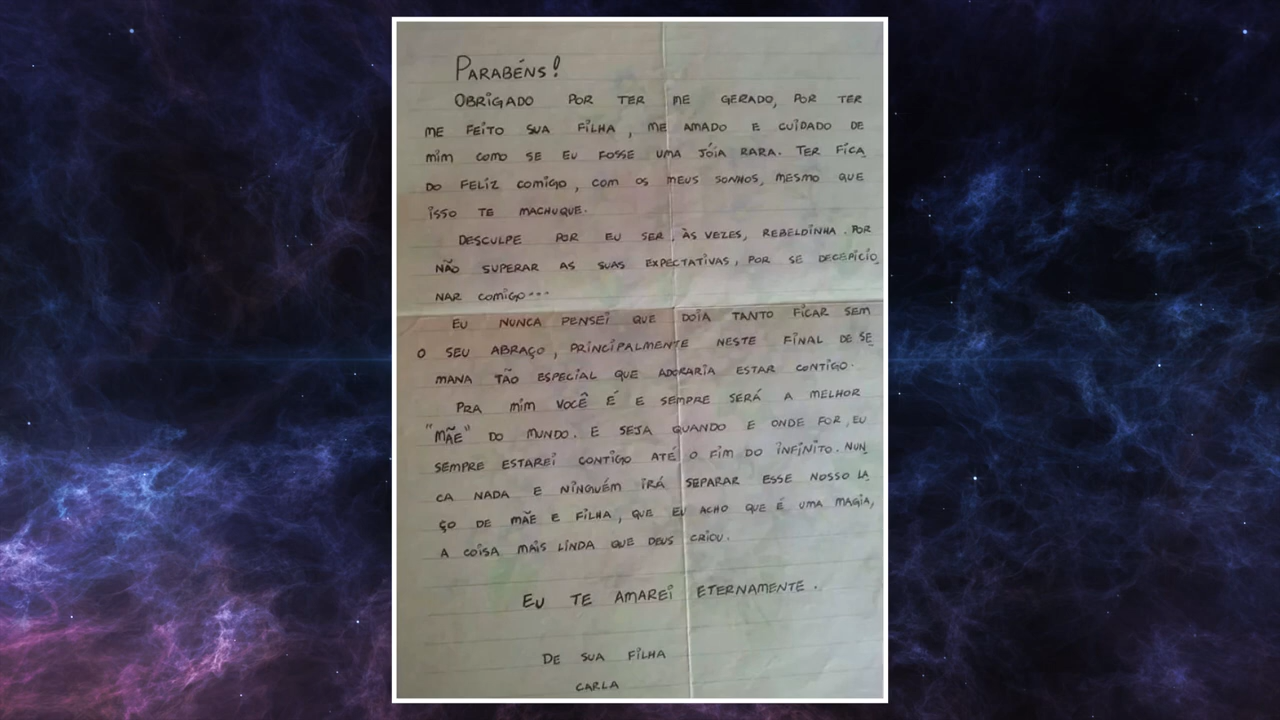 PARABÉNS!
OBRIGADO POR TER ME GERADO, POR TER
ME FEITO SUA FILHA, ME AMADO E CUIDADO DE
MIM COMO SE EU FOSSE UMA JÓIA RARA. TER FICA
DO FELIZ COMIGO, COM OS MEUS SONHOS, MESMO QUE
ISSO TE MACHUQUE.
DESCULPE POR EU SER, ÀS VEZES, REBELDINHA. POR
NÃO SUPERAR AS SUAS EXPECTATIVAS, POR SE DECEPICIO
NAR COMIGO...
EU NUNCA PENSEI QUE DOIA TANTO FICAR SEM
O SEU ABRAÇO, PRINCIPALMENTE NESTE FINAL DE SE
MANA TÃO ESPECIAL QUE ADORARIA ESTAR CONTIGO.
PRA MIM VOCÊ É E SEMPRE SERÁ A MELHOR
"MÃE" DO MUNDO. E SEJA QUANDO E ONDE FOR, EU
SEMPRE ESTAREI CONTIGO ATÉ O FIM DO INFINITO. NUN
CA NADA E NINGUÉM IRÁ SEPARAR ESSE NOSSO LA
ÇO DE MÃE E FILHA, QUE EU ACHO QUE É UMA MAGIA,
A COISA MAIS LINDA QUE DEUS CRIOU.
EU TE AMAREI ETERNAMENTE.
DE SUA FILHA
CARLA